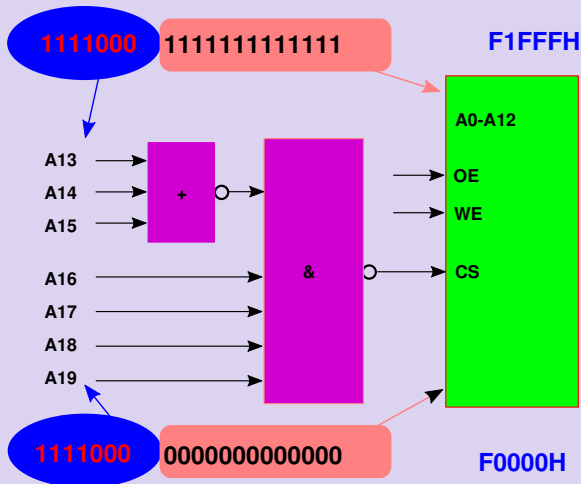 1111000 1111111111111 F1FFFH
A0-A12
A13
A14 + OE
A15 WE
A16 & CS
A17
A18
A19
1111000 0000000000000 F0000H